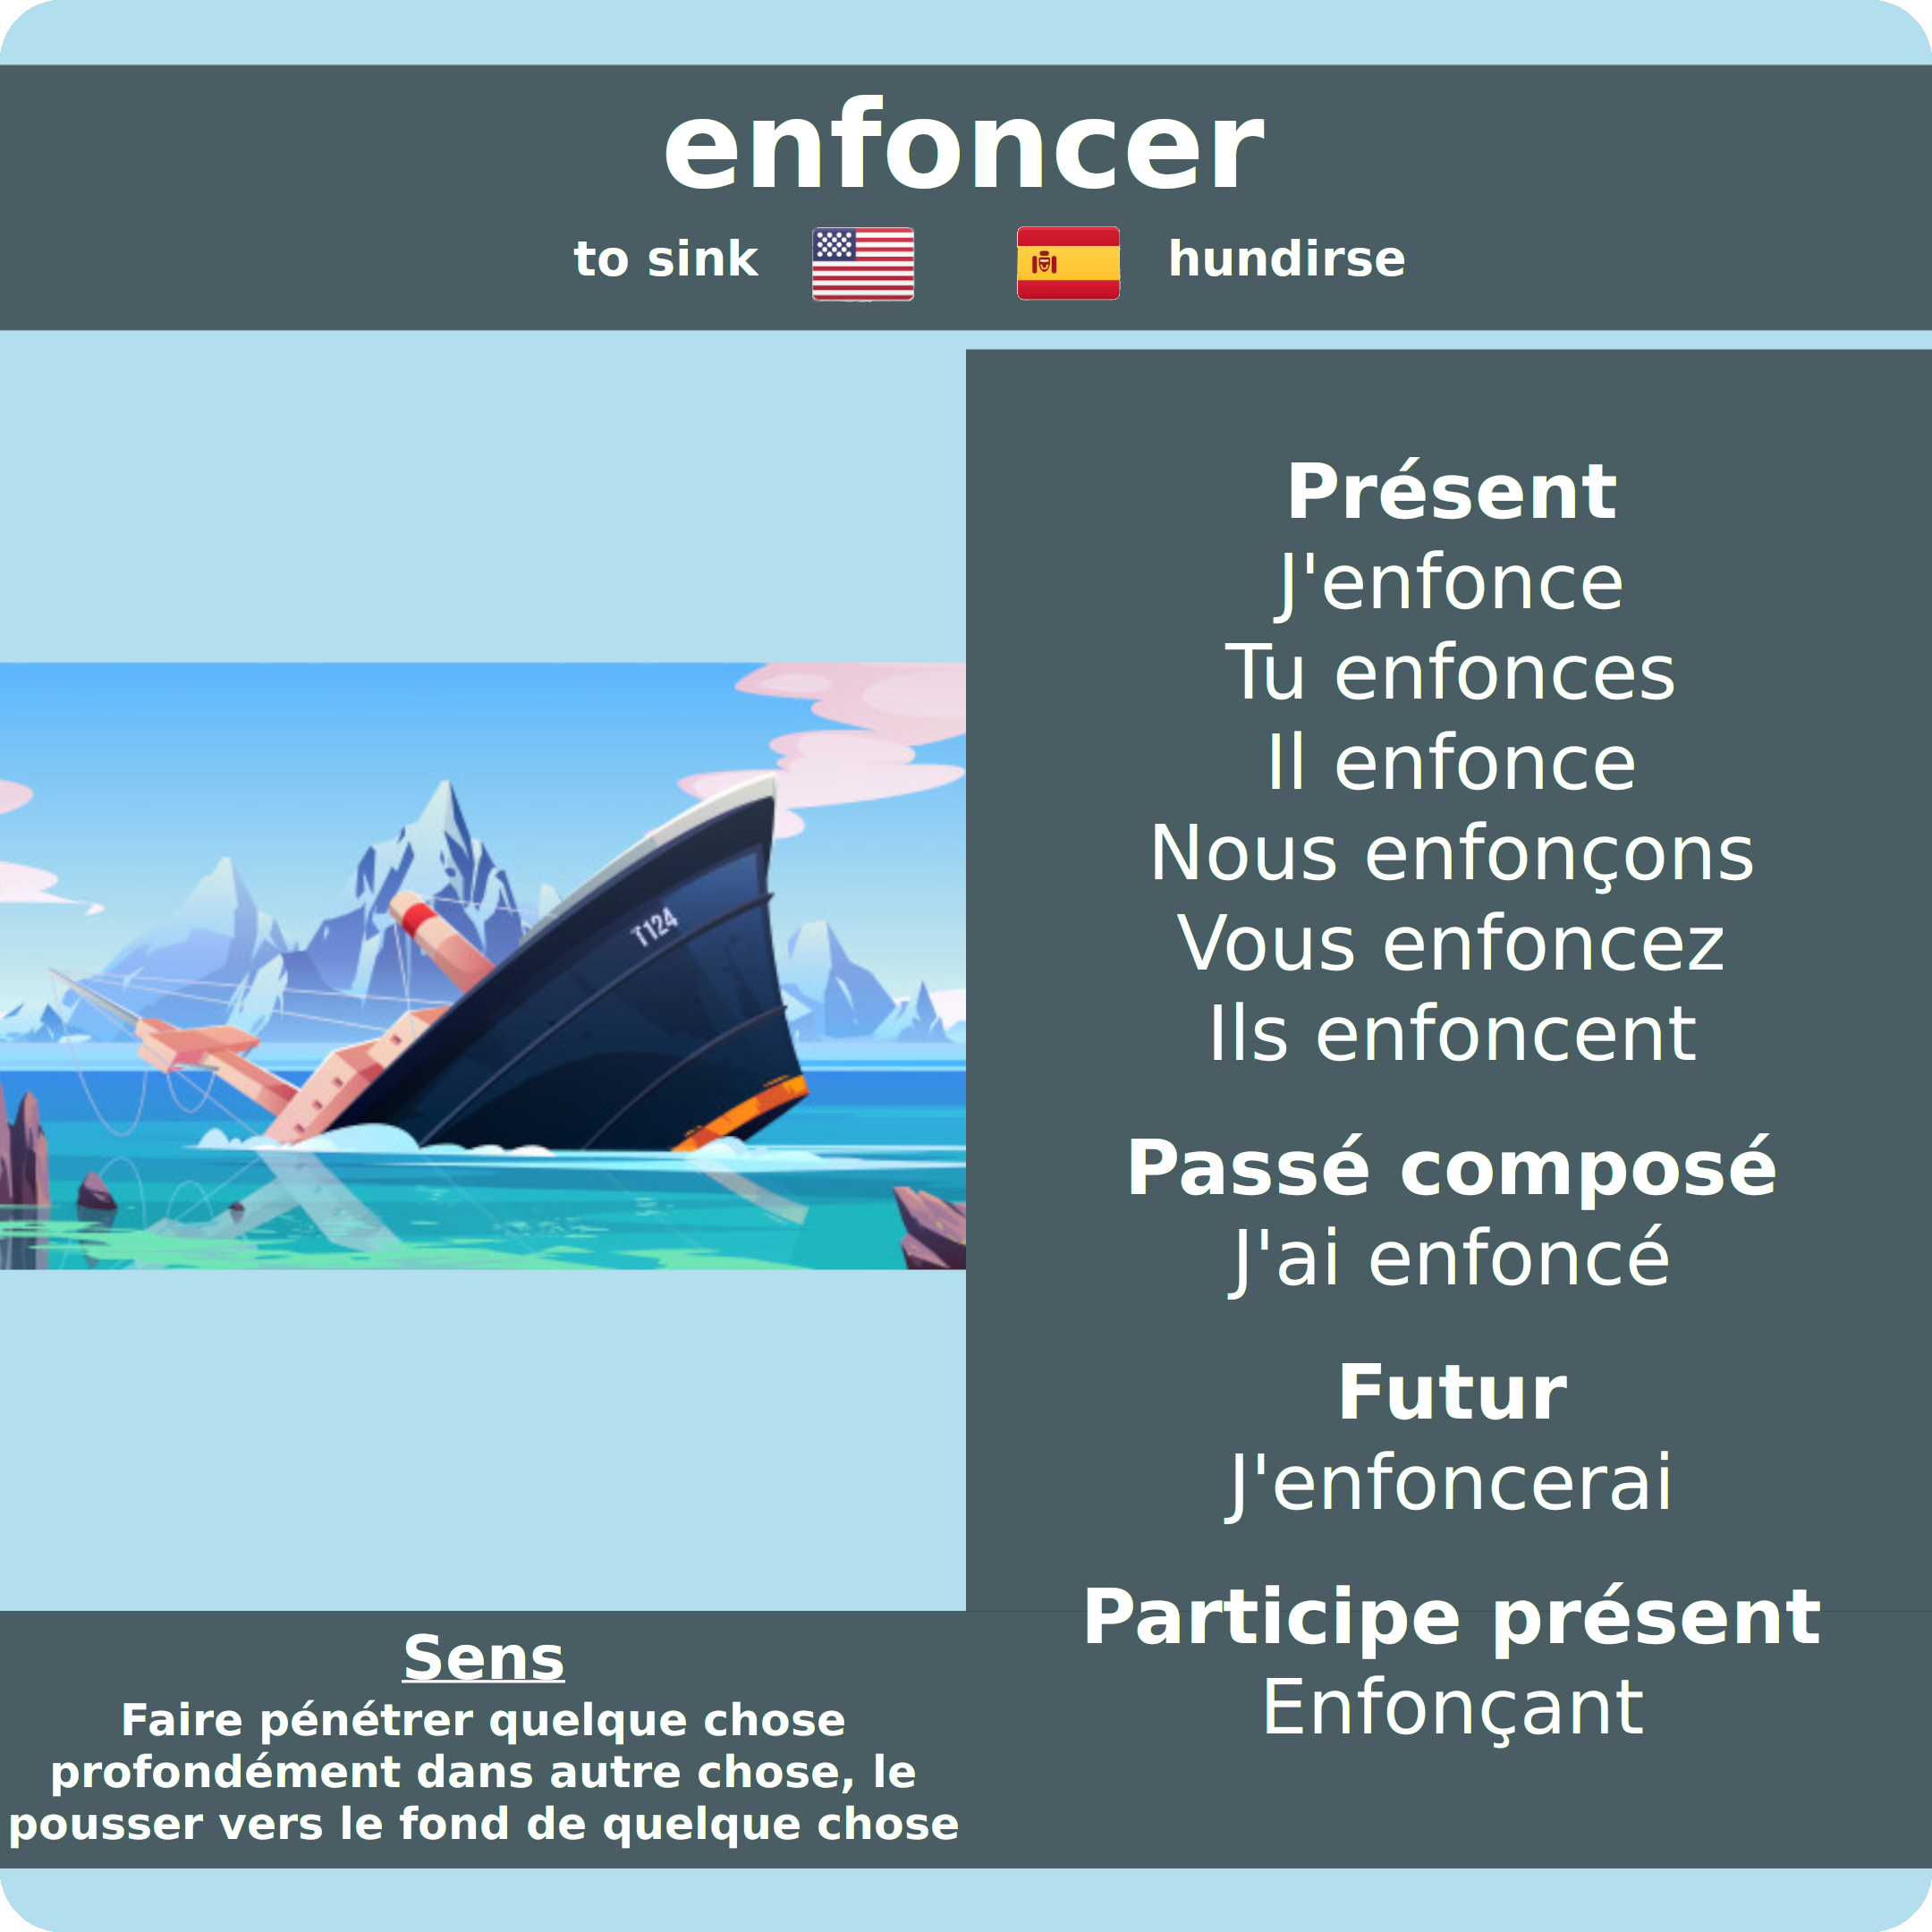 enfoncer
to sink hundirse
T124
Présent
J'enfonce
Tu enfonces
Il enfonce
Nous enfonçons
Vous enfoncez
Ils enfoncent
Passé composé
J'ai enfoncé
Futur
J'enfoncerai
Participe présent
Enfonçant
Sens
Faire pénétrer quelque chose
profondément dans autre chose, le
pousser vers le fond de quelque chose